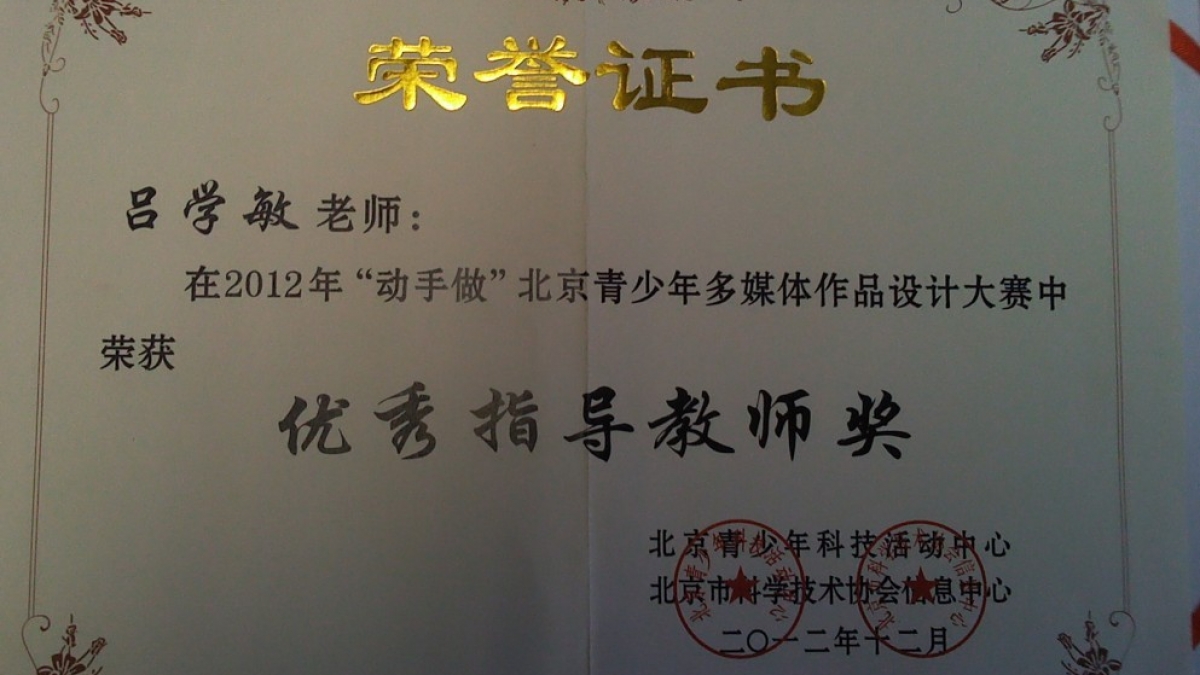 荣誉证书
吕学敏 老师：
在2012年“动手做”北京青少年多媒体作品设计大赛中
荣获
优秀指导教师奖
北京青少年科技活动中心
北京市科学技术协会信息中心
二〇一二年十二月